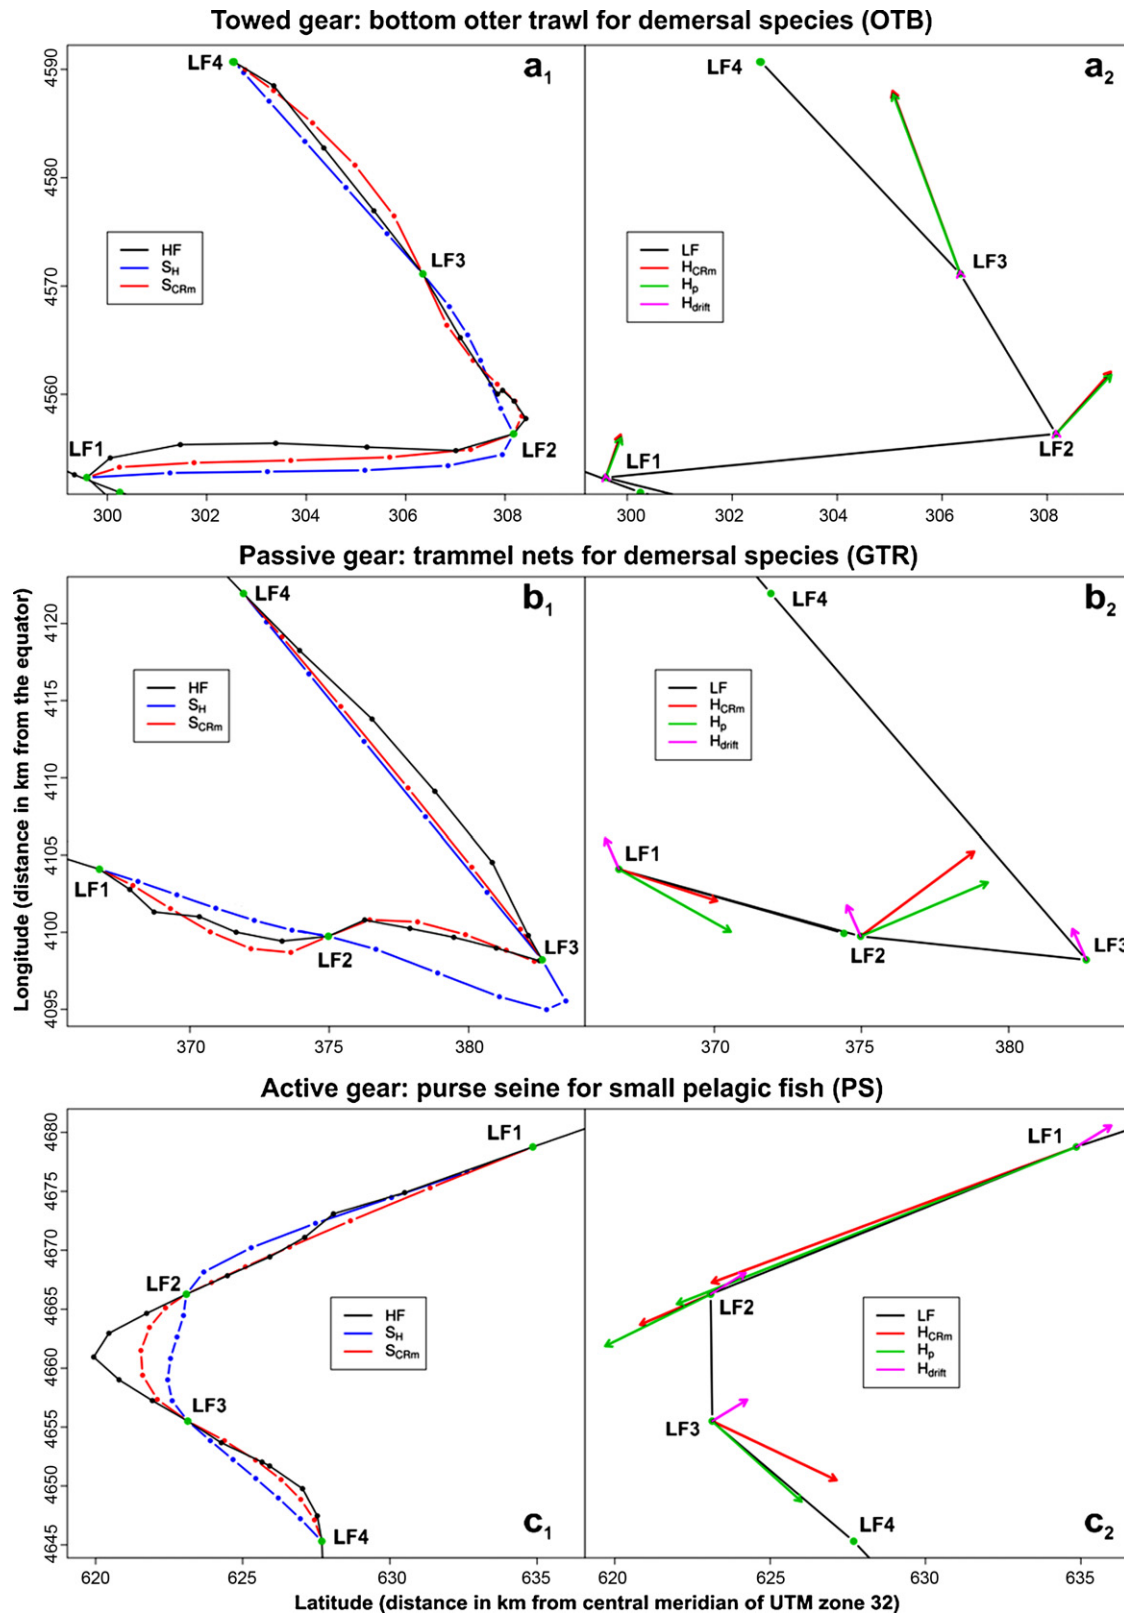 Towed gear: bottom otter trawl for demersal species (OTB)
a1
a2
LF4
LF4
4590
4580
4570
4560
HF
SH
SCRm
LF3
LF
HCRm
Hp
Hdrift
LF3
LF1
LF2
LF1
LF2
300 302 304 306 308
300 302 304 306 308
Passive gear: trammel nets for demersal species (GTR)
b1
b2
LF4
LF4
4120
4115
4110
4105
4100
4095
HF
SH
SCRm
LF
HCRm
Hp
Hdrift
LF1
LF2
LF3
LF1
LF2
LF3
370 375 380
370 375 380
Longitude (distance in km from the equator)
Active gear: purse seine for small pelagic fish (PS)
LF1
LF1
4680
4675
4670
4665
4660
4655
4650
4645
LF2
LF2
HF
SH
SCRm
LF
HCRm
Hp
Hdrift
LF3
LF3
LF4
LF4
c1
c2
620 625 630 635
620 625 630 635
Latitude (distance in km from central meridian of UTM zone 32)